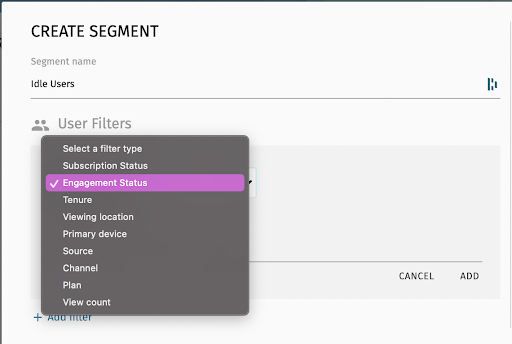 CREATE SEGMENT
Segment name
Idle Users
User Filters
Select a filter type
Subscription Status
Engagement Status
Tenure
Viewing location
Primary device
Source
Channel
Plan
View count
CANCEL ADD
+ Add filter